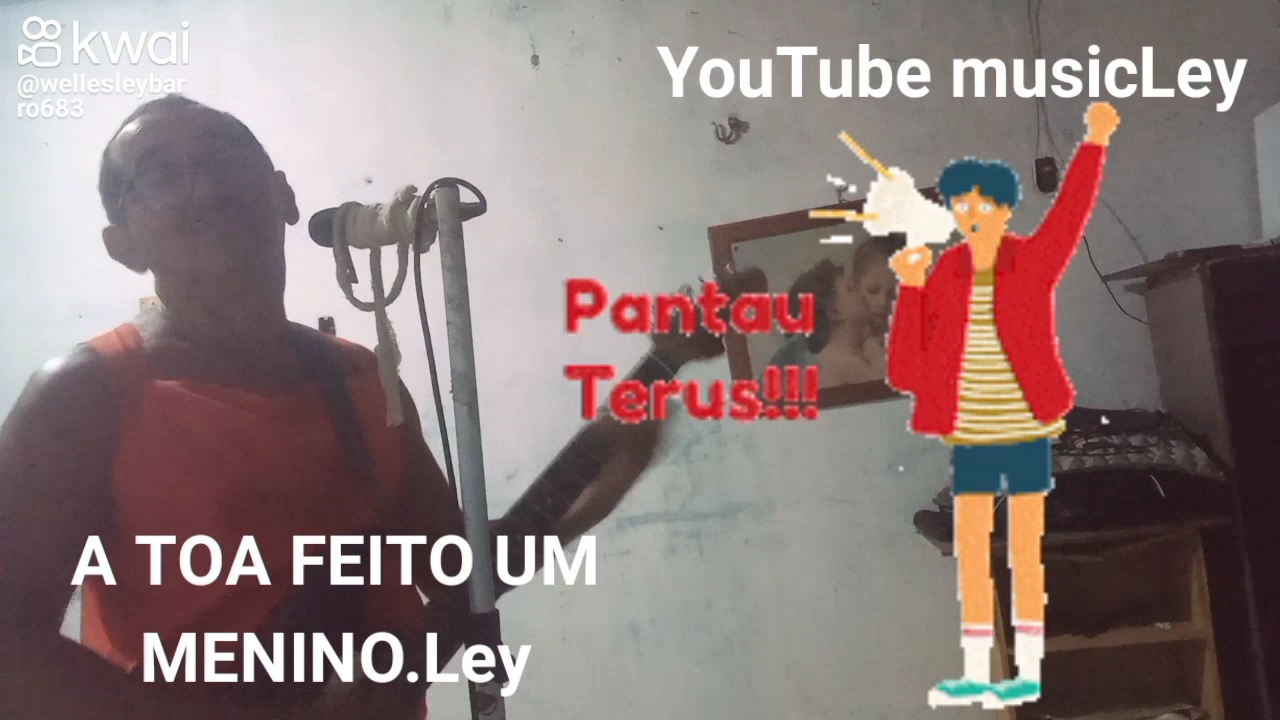 kwai
@wellesleybar
ro683
YouTube musicLey
Pantau
Terus!!!
A TOA FEITO UM
MENINO.Ley